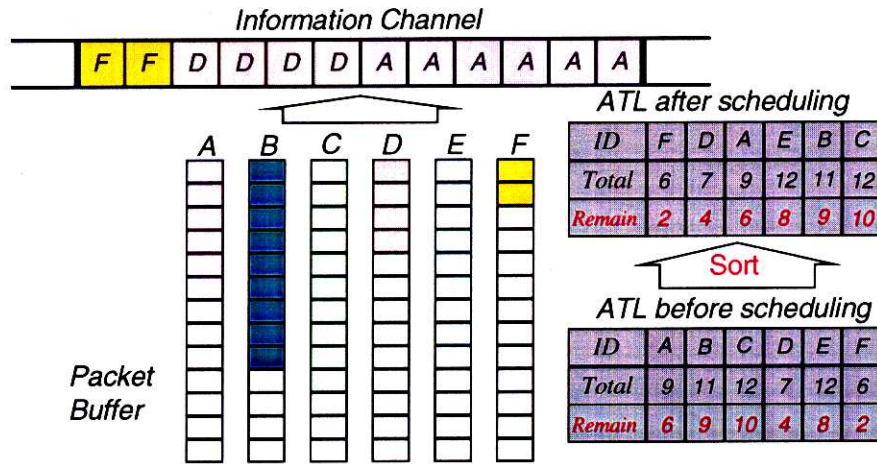 Information Channel
F F D D D D A A A A A A
A B C D E F
Packet
Buffer
ATL after scheduling
ID F D A E B C
Total 6 7 9 12 11 12
Remain 2 4 6 8 9 10
Sort
ATL before scheduling
ID A B C D E F
Total 9 11 12 7 12 6
Remain 6 9 10 4 8 2